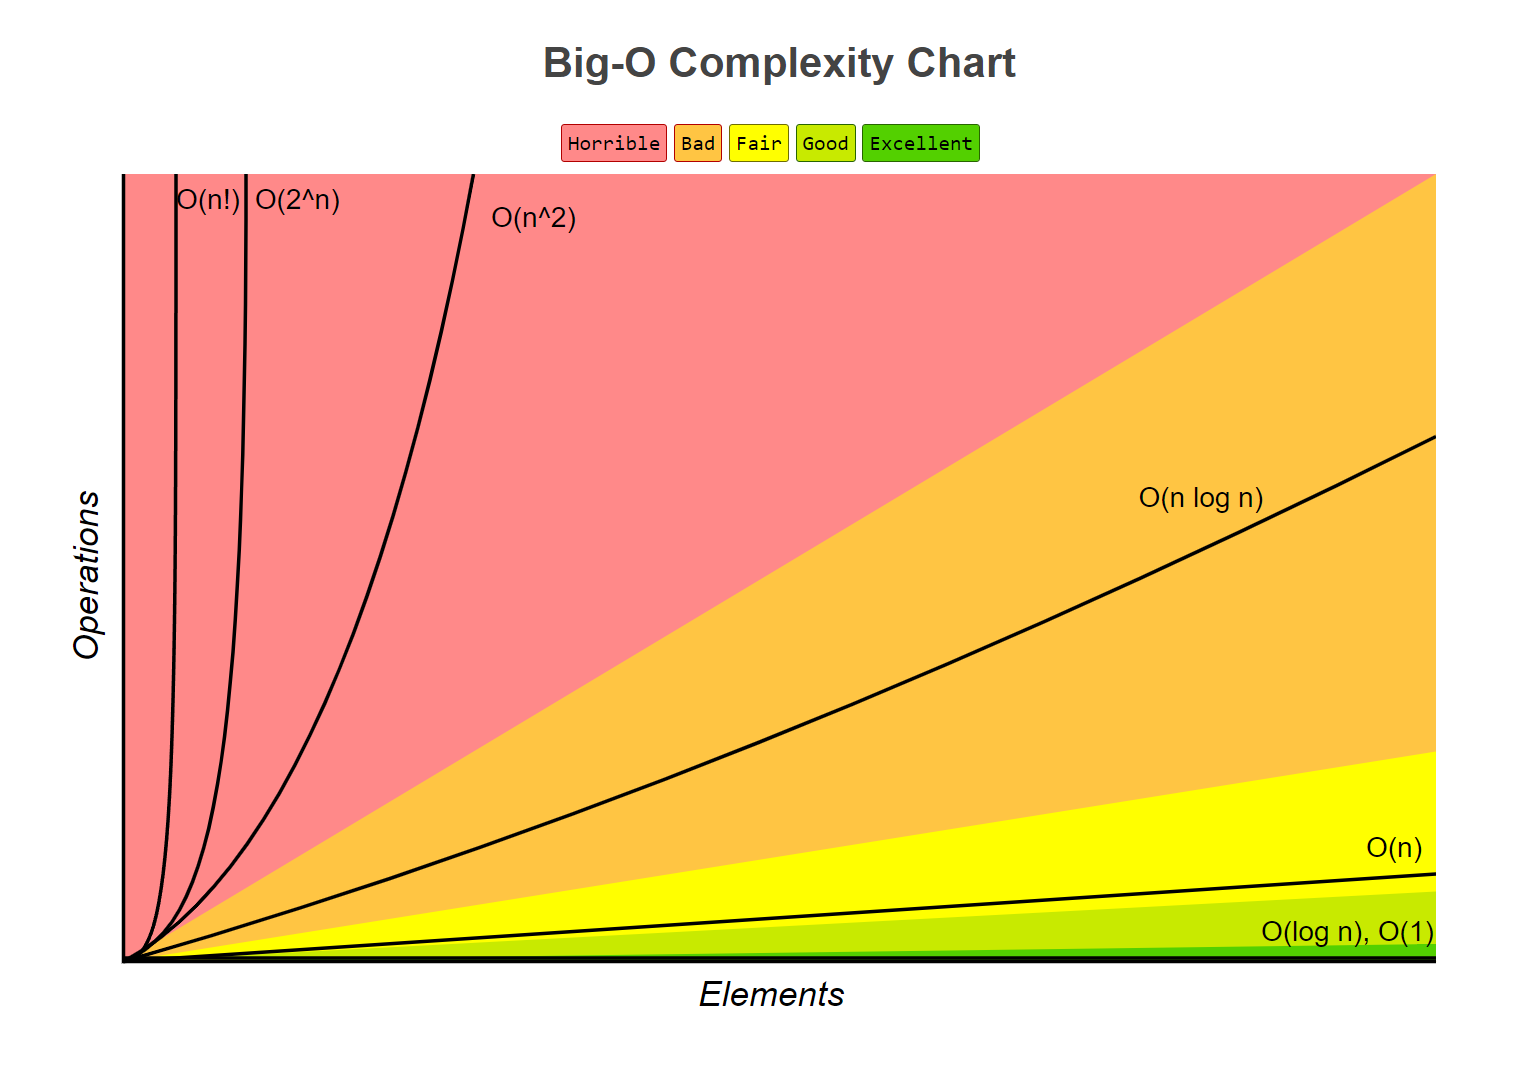 Big-O Complexity Chart
Horrible Bad Fair Good Excellent
O(n!) O(2^n)
O(n^2)
O(n log n)
Operations
O(n)
O(log n), O(1)
Elements